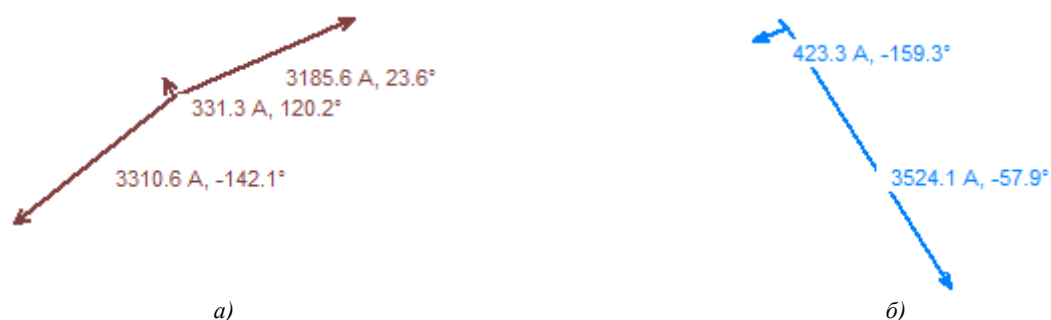 423.3 A, -159.3°
3185.6 A, 23.6°
331.3 A, 120.2°
3310.6 A, -142.1°
3524.1 A, -57.9°
а)
б)